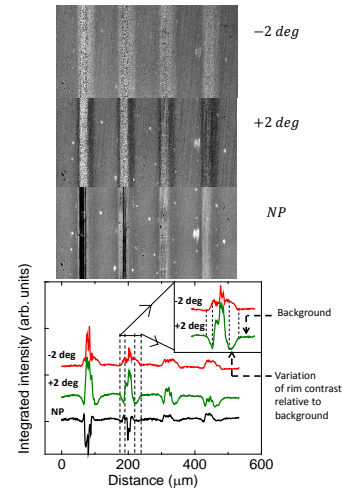 −2 deg
+2 deg
NP
Integrated intensity (arb. units)
-2 deg
+2 deg
NP
-2 deg
+2 deg
Background
Variation
of rim contrast
relative to
background
0 200 400 600
Distance (μm)